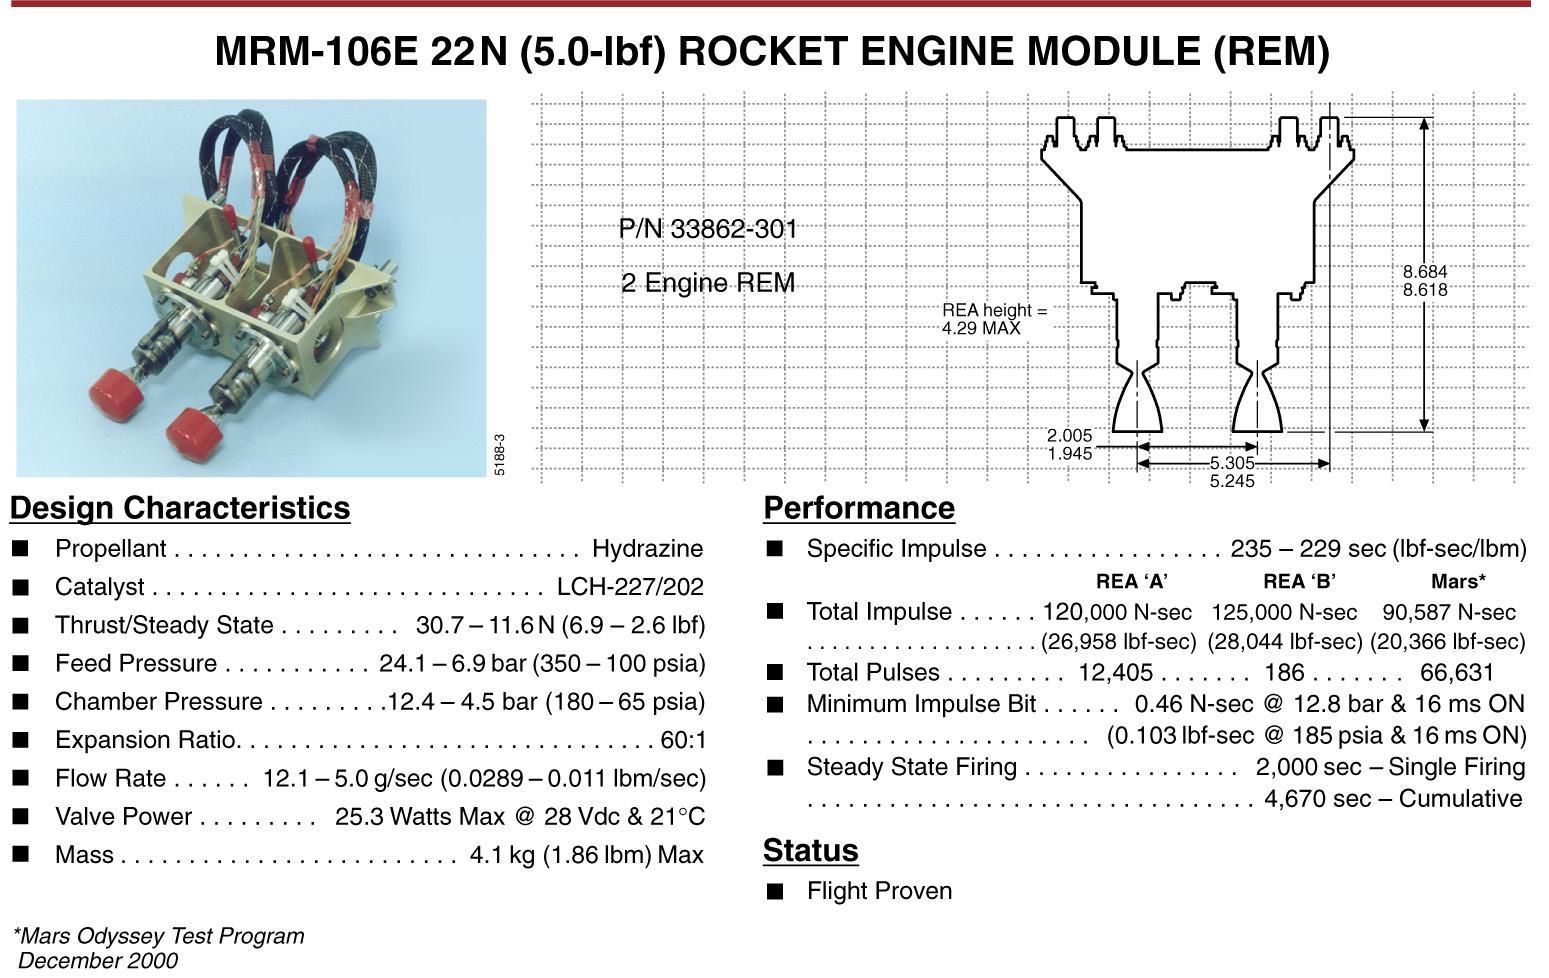 MRM-106E 22N (5.0-lbf) ROCKET ENGINE MODULE (REM)
5188-3
P/N 33862-301
2 Engine REM
REA height =
4.29 MAX
8.684
8.618
2.005
1.945
5.305
5.245
Design Characteristics
■ Propellant . . . . . . . . . . . . . . . . . . . . . . . . . . . . . . Hydrazine
■ Catalyst . . . . . . . . . . . . . . . . . . . . . . . . . . . . . LCH-227/202
■ Thrust/Steady State . . . . . . . . . 30.7 – 11.6 N (6.9 – 2.6 lbf)
■ Feed Pressure . . . . . . . . . . . 24.1 – 6.9 bar (350 – 100 psia)
■ Chamber Pressure . . . . . . . . .12.4 – 4.5 bar (180 – 65 psia)
■ Expansion Ratio. . . . . . . . . . . . . . . . . . . . . . . . . . . . . . . 60:1
■ Flow Rate . . . . . . 12.1 – 5.0 g/sec (0.0289 – 0.011 lbm/sec)
■ Valve Power . . . . . . . . . 25.3 Watts Max @ 28 Vdc & 21°C
■ Mass . . . . . . . . . . . . . . . . . . . . . . . . . 4.1 kg (1.86 lbm) Max
*Mars Odyssey Test Program
December 2000
Performance
■ Specific Impulse . . . . . . . . . . . . . . . . . 235 – 229 sec (lbf-sec/lbm)
REA ‘A’ REA ‘B’ Mars*
■ Total Impulse . . . . . . 120,000 N-sec 125,000 N-sec 90,587 N-sec
. . . . . . . . . . . . . . . . . . . . (26,958 lbf-sec) (28,044 lbf-sec) (20,366 lbf-sec)
■ Total Pulses . . . . . . . . . 12,405 . . . . . . . 186 . . . . . . . 66,631
■ Minimum Impulse Bit . . . . . . 0.46 N-sec @ 12.8 bar & 16 ms ON
. . . . . . . . . . . . . . . . . . . . . . (0.103 lbf-sec @ 185 psia & 16 ms ON)
■ Steady State Firing . . . . . . . . . . . . . . . . 2,000 sec – Single Firing
. . . . . . . . . . . . . . . . . . . . . . . . . . . . . . . . . 4,670 sec – Cumulative
Status
■ Flight Proven